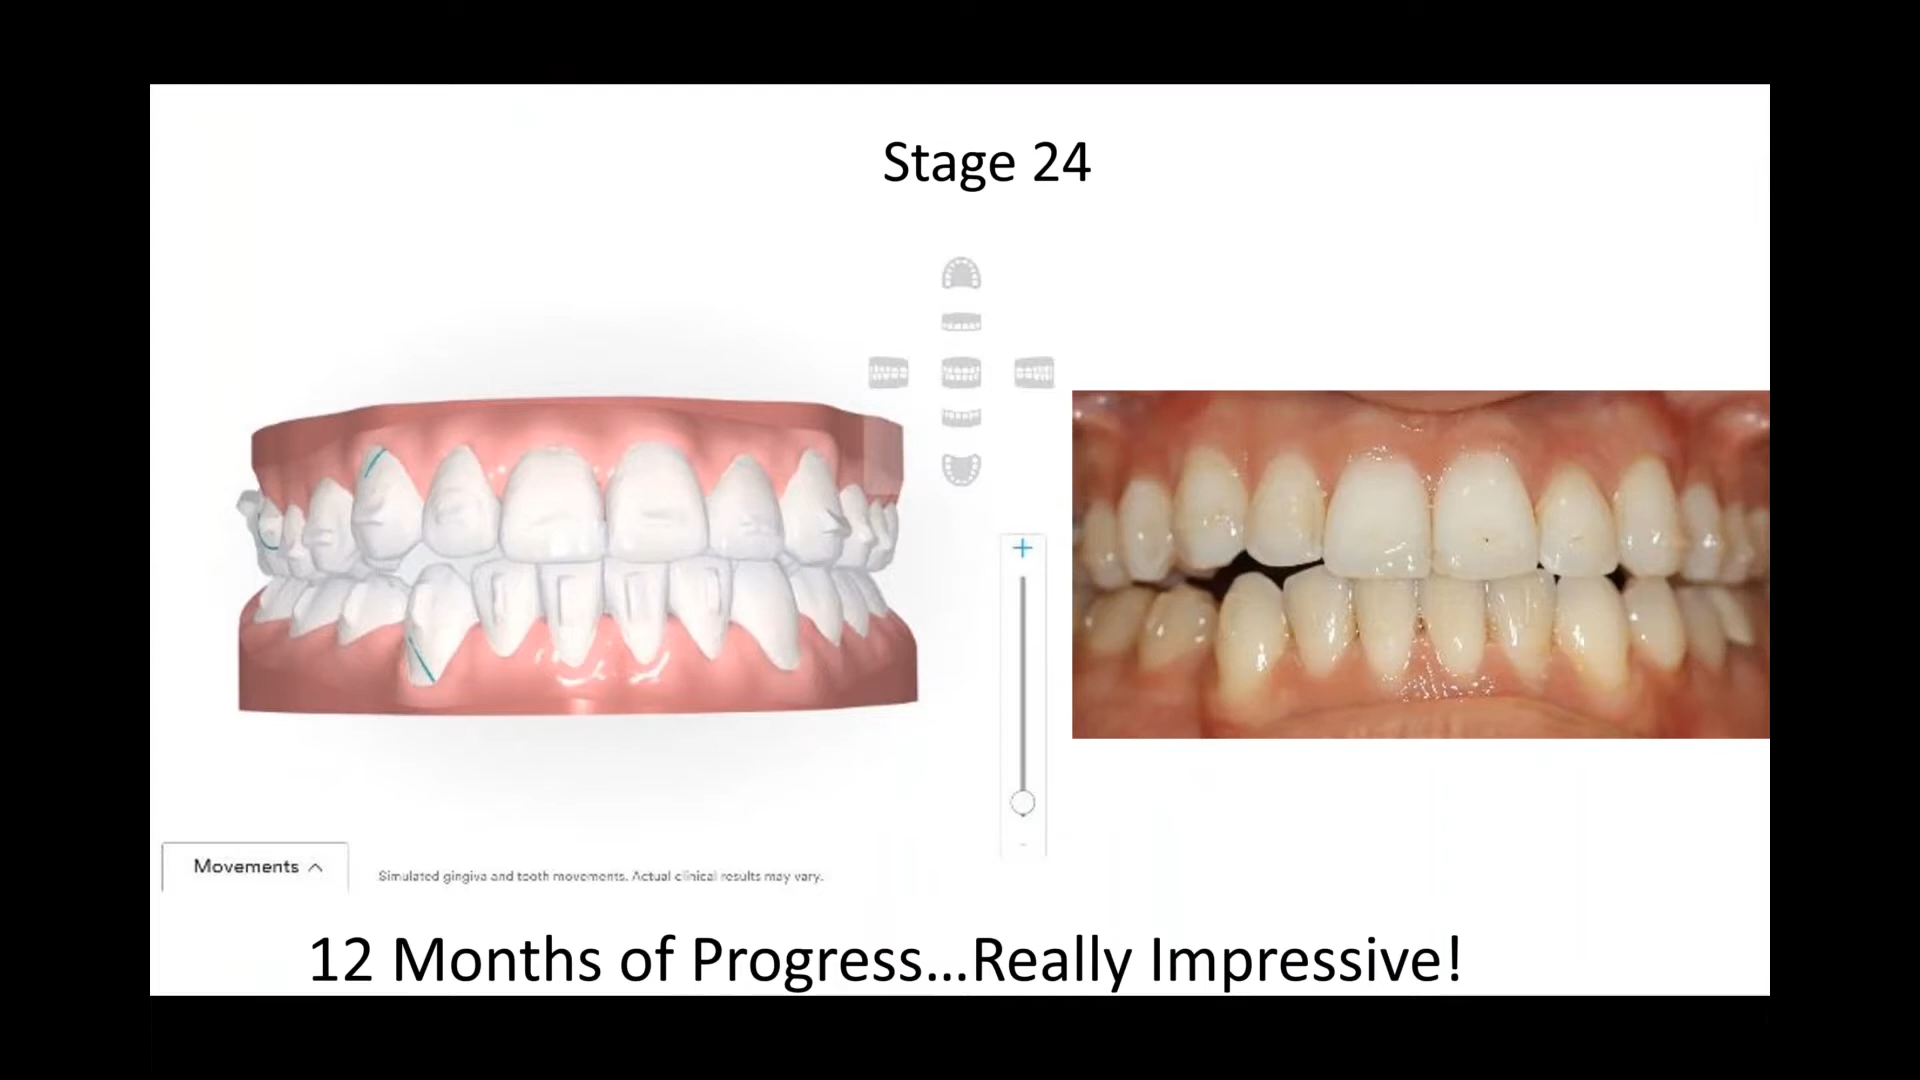 Stage 24
+
-
Movements
Simulated gingiva and tooth movements. Actual clinical results may vary.
12 Months of Progress...Really Impressive!